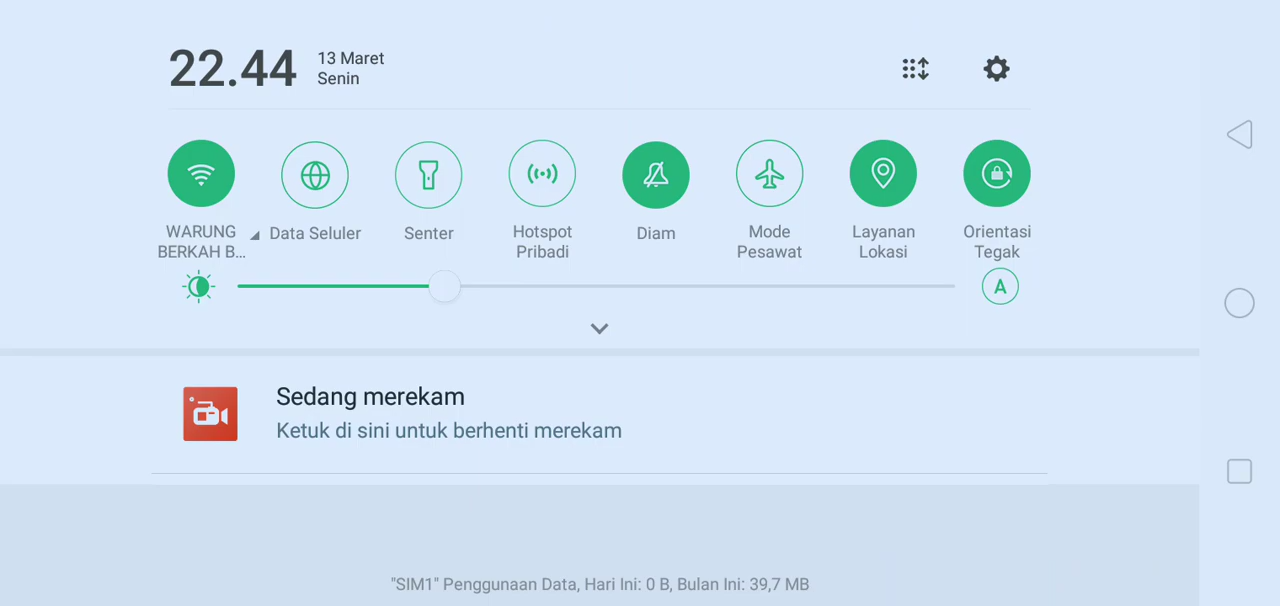 22.44
13 Maret
Senin
WARUNG
BERKAH B...
Data Seluler
Senter
Hotspot
Pribadi
Diam
Mode
Pesawat
Layanan
Lokasi
Orientasi
Tegak
A
Sedang merekam
Ketuk di sini untuk berhenti merekam
"SIM1" Penggunaan Data, Hari Ini: 0 B, Bulan Ini: 39,7 MB